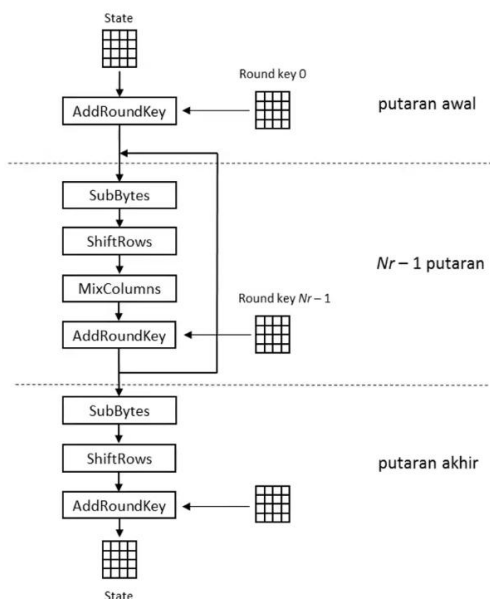 State
Round key 0
AddRoundKey
putaran awal
SubBytes
ShiftRows
Nr – 1 putaran
MixColumns
Round key Nr – 1
AddRoundKey
SubBytes
ShiftRows
putaran akhir
AddRoundKey
State